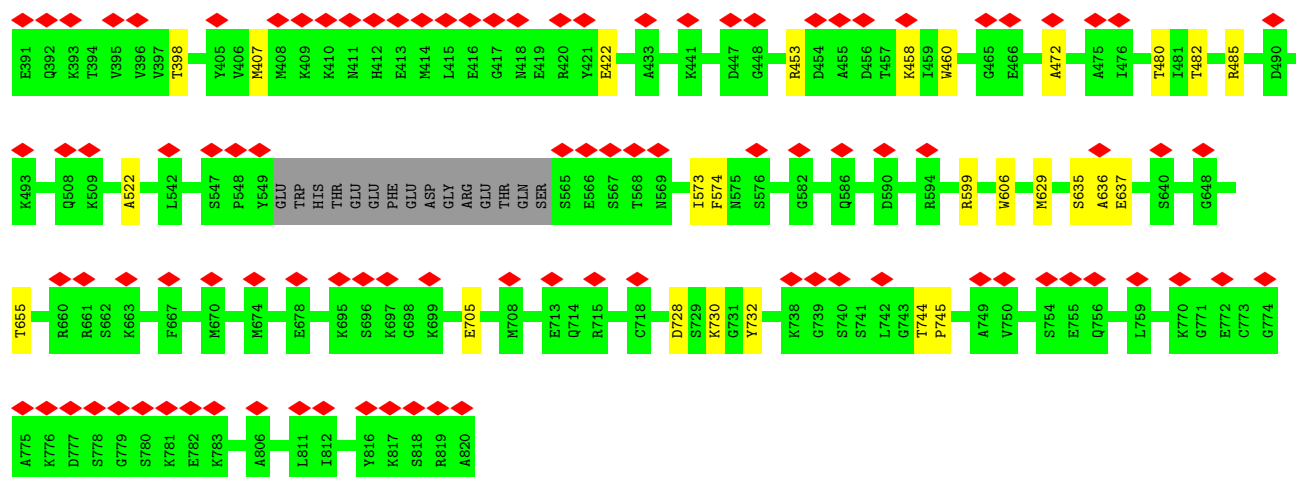 E391 Q392 K393 T394 V395 V396 V397 T398 Y405 V406 M407 M408 K409 K410 N411 H412 E413 M414 L415 E416 G417 N418 E419 R420 Y421 E422 A433 K441 D447 G448 R453 D454 A455 D456 T457 K458 I459 W460 G465 E466 A472 A475 I476 T480 I481 T482 R485 D490
K493 Q508 K509 A522 L542 S547 P548 Y549 GLU TRP HIS THR GLU GLU PHE GLU ASP GLY ARG GLU THR GLN SER S565 E566 S567 T568 N569 I573 F574 N575 S576 G582 Q586 D590 R594 R599 W606 M629 S635 A636 E637 S640 G648
T655 R660 R661 S662 K663 F667 M670 M674 E678 K695 S696 K697 G698 K699 E705 M708 E713 Q714 R715 C718 D728 S729 K730 G731 Y732 K738 G739 S740 S741 L742 G743 T744 P745 A749 V750 S754 E755 Q756 L759 K770 G771 E772 C773 G774
A775 K776 D777 S778 G779 S780 K781 E782 K783 A806 L811 I812 Y816 K817 S818 R819 A820